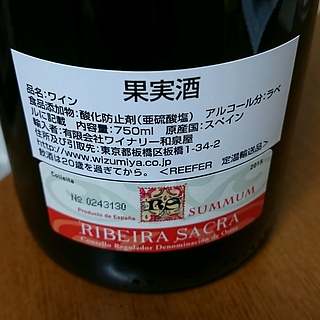 果実酒
品名:ワイン
食品添加物:酸化防止剤(亜硫酸塩) アルコール分:ラベ
ルに記載 内容量:750ml 原産国:スペイン
輸入者:有限会社ワイナリー和泉屋
住所及び引取先:東京都板橋区板橋1-34-2
http://www.wizumiya.co.jp
飲酒は20歳を過ぎてから。 <REEFER 定温輸送品>
Colleita 2015
№ 0243130
Producto de España
SUMMUM
RIBEIRA SACRA
Consello Regulador Denominación de Orixe